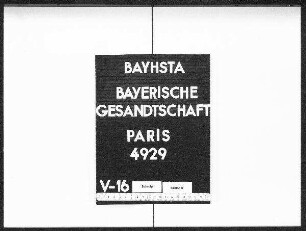 BAYHSTA
BAYERISCHE
GESANDTSCHAFT
PARIS
4929
V-16